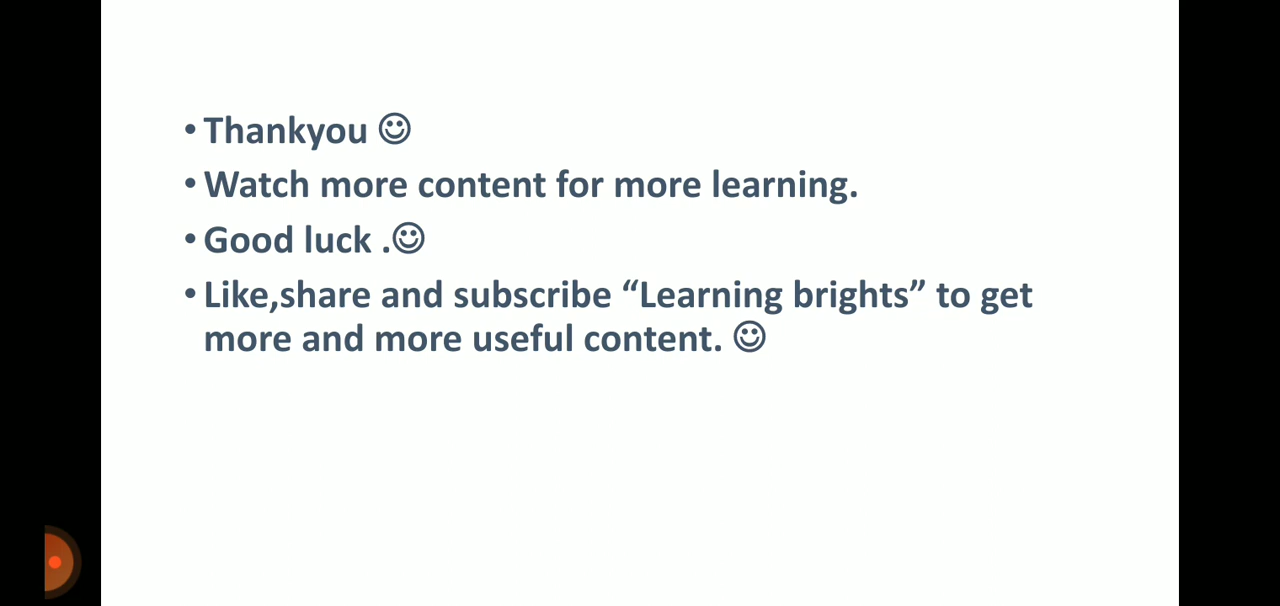 • Thankyou ☺
• Watch more content for more learning.
• Good luck .☺
• Like,share and subscribe “Learning brights” to get
more and more useful content. ☺